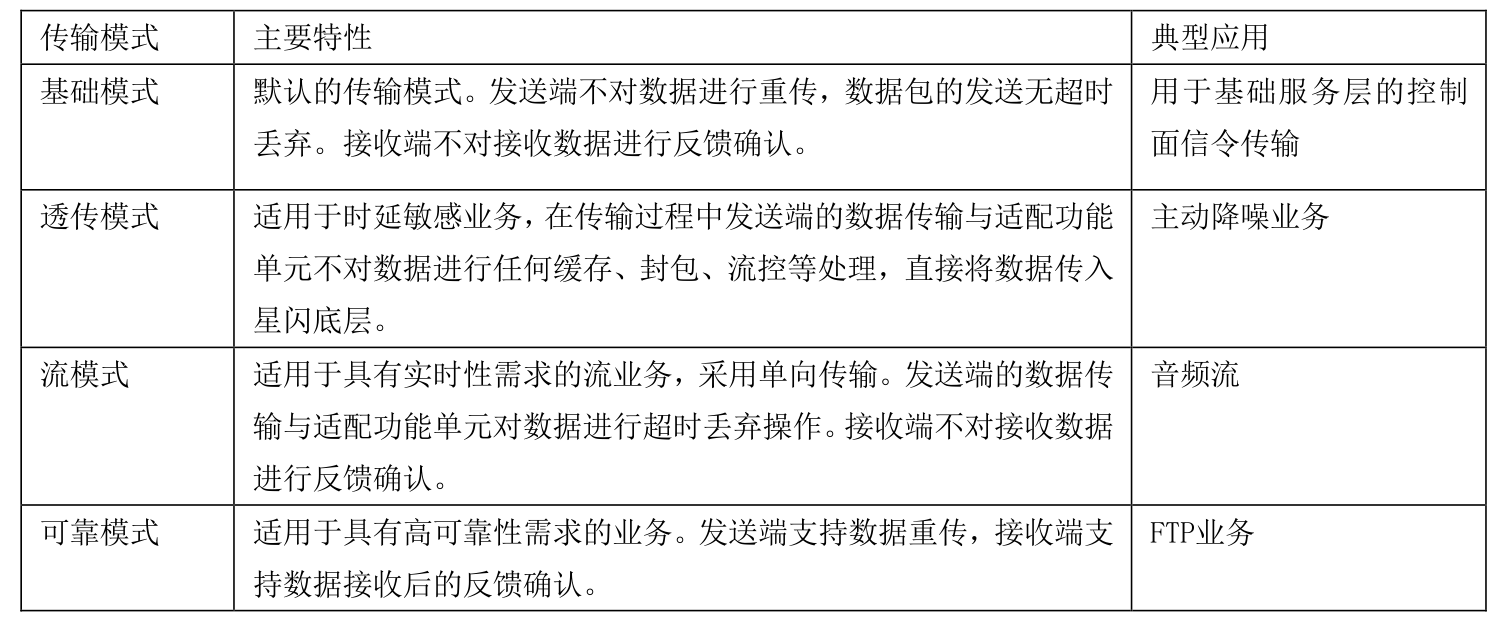 传输模式 主要特性 典型应用
基础模式 默认的传输模式。发送端不对数据进行重传，数据包的发送无超时 用于基础服务层的控制
丢弃。接收端不对接收数据进行反馈确认。 面信令传输
透传模式 适用于时延敏感业务，在传输过程中发送端的数据传输与适配功能 主动降噪业务
单元不对数据进行任何缓存、封包、流控等处理，直接将数据传入
星闪底层。
流模式 适用于具有实时性需求的流业务，采用单向传输。发送端的数据传 音频流
输与适配功能单元对数据进行超时丢弃操作。接收端不对接收数据
进行反馈确认。
可靠模式 适用于具有高可靠性需求的业务。发送端支持数据重传，接收端支 FTP业务
持数据接收后的反馈确认。